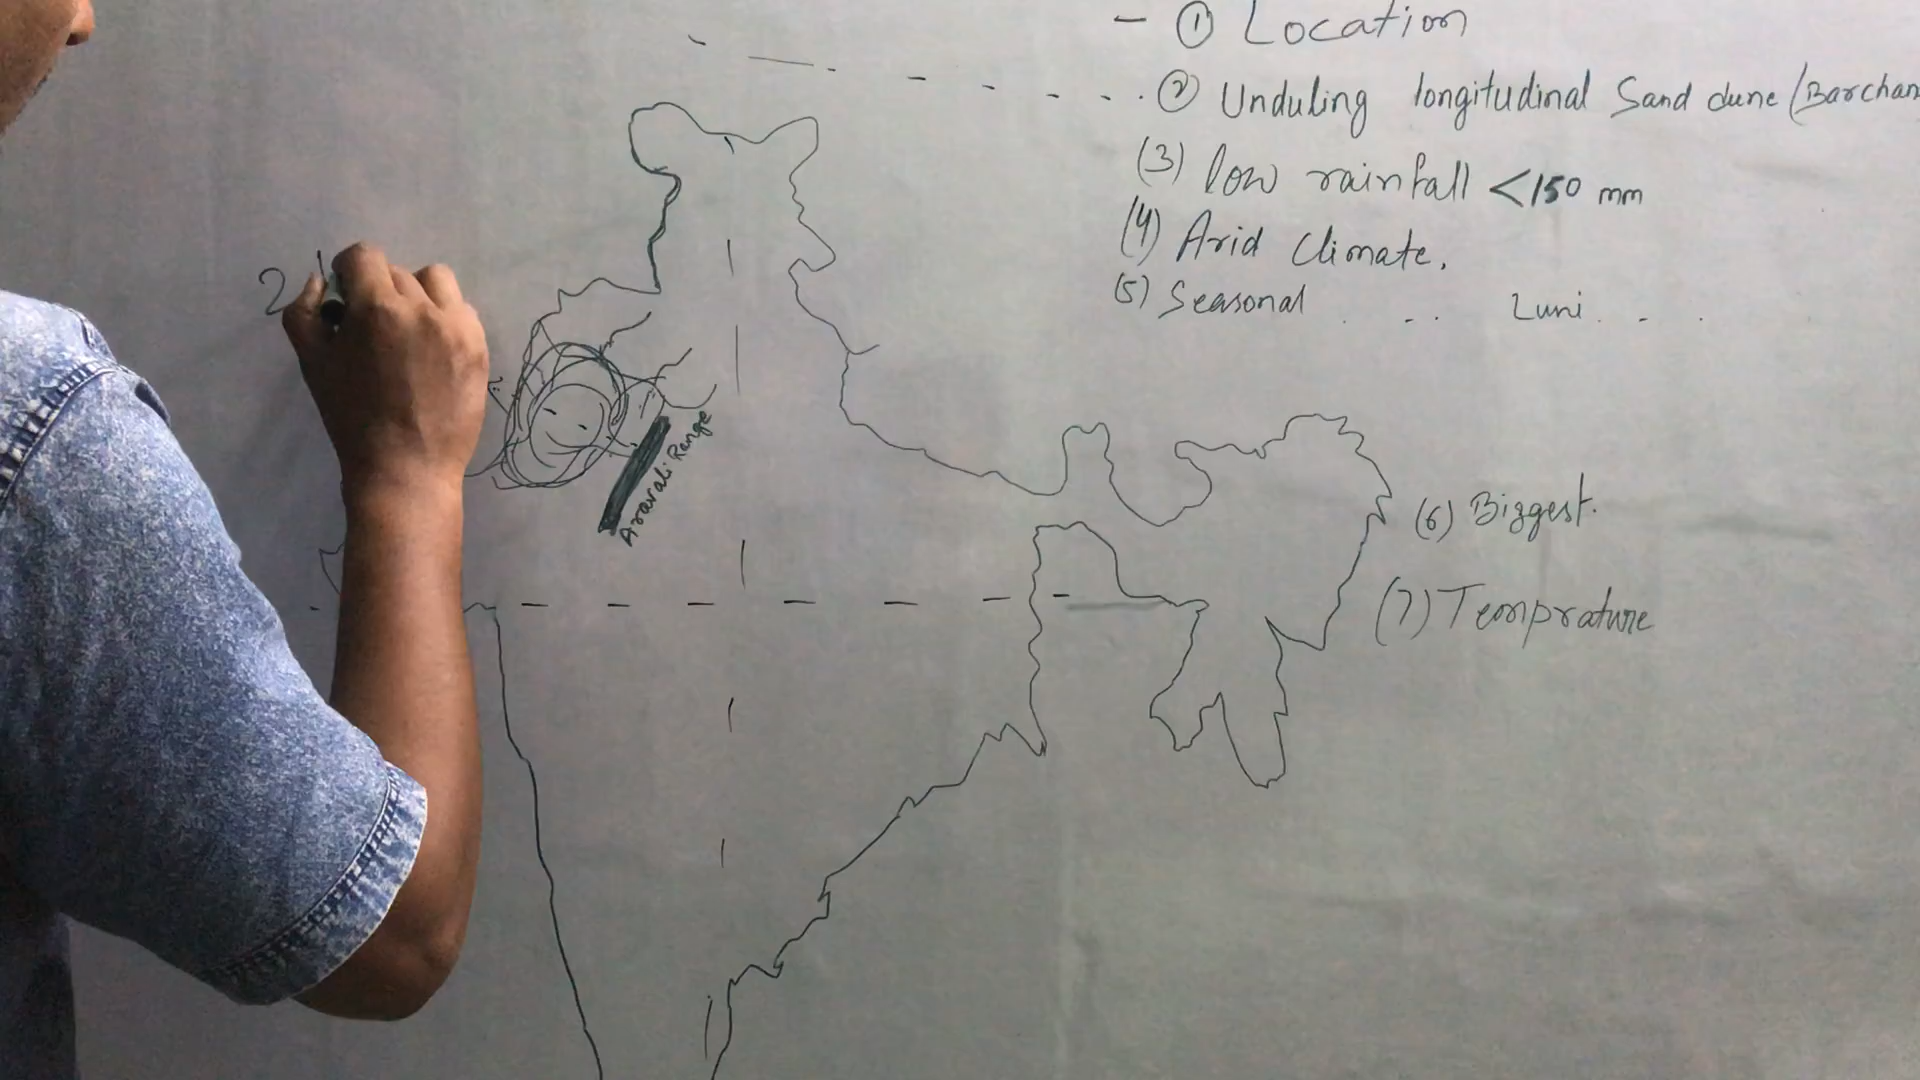 - ① Location
② Unduling longitudinal Sand dune (Barchan
(3) low rainfall <150 mm
(4) Arid Climate.
(5) Seasonal . .. Luni . - .
2
Aravali Range
(6) Biggest.
(7) Temprature